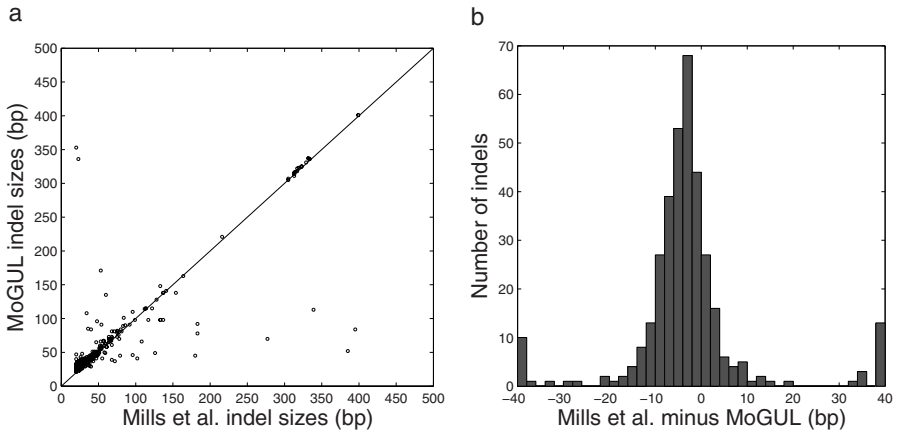 a
500
450
400
350
300
250
200
150
100
50
0
MoGUL indel sizes (bp)
0 50 100 150 200 250 300 350 400 450 500
Mills et al. indel sizes (bp)
b
70
60
50
40
30
20
10
0
Number of indels
−40 −30 −20 −10 0 10 20 30 40
Mills et al. minus MoGUL (bp)